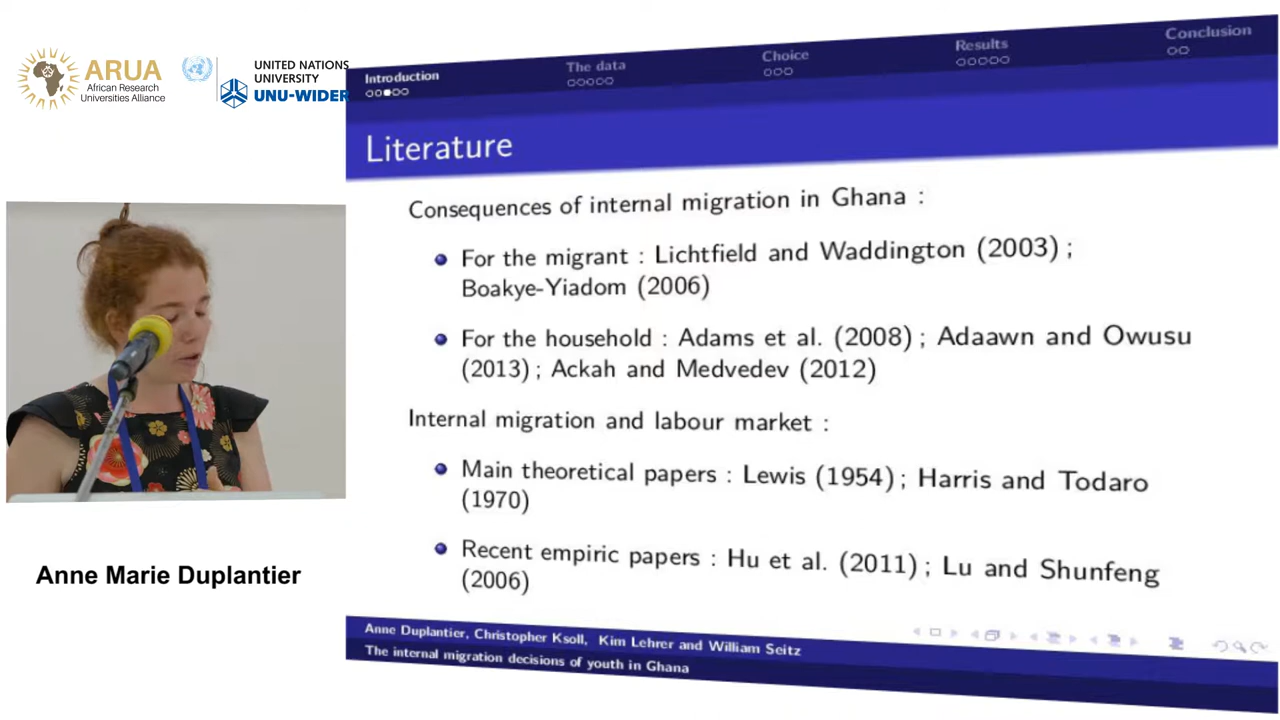 ARUA
African Research
Universities Alliance
UNITED NATIONS
UNIVERSITY
UNU-WIDER
Introduction
The data
Choice
Results
Conclusion
Literature
Consequences of internal migration in Ghana :
For the migrant : Lichtfield and Waddington (2003) ;
Boakye-Yiadom (2006)
For the household : Adams et al. (2008) ; Adaawn and Owusu
(2013) ; Ackah and Medvedev (2012)
Internal migration and labour market :
Main theoretical papers : Lewis (1954) ; Harris and Todaro
(1970)
Recent empiric papers : Hu et al. (2011) ; Lu and Shunfeng
(2006)
Anne Marie Duplantier
Anne Duplantier, Christopher Ksoll, Kim Lehrer and William Seitz
The internal migration decisions of youth in Ghana